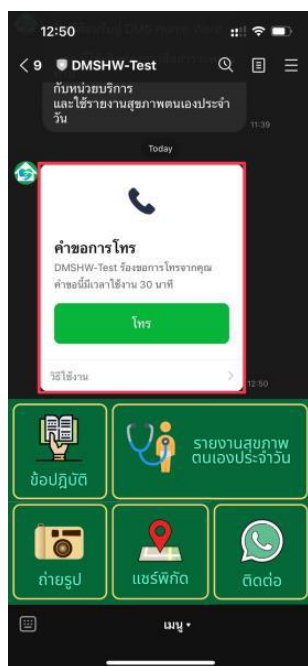 12:50
9 DMSHW-Test
กับหน่วยบริการ
และใช้รายงานสุขภาพตนเองประจำ
วัน
11:39
Today
คำขอการโทร
DMSHW-Test ร้องขอการโทรจากคุณ
คำขอนี้มีเวลาใช้งาน 30 นาที
โทร
วิธีใช้งาน
12:50
ข้อปฏิบัติ
รายงานสุขภาพ
ตนเองประจำวัน
ถ่ายรูป
แชร์พิกัด
ติดต่อ
เมนู